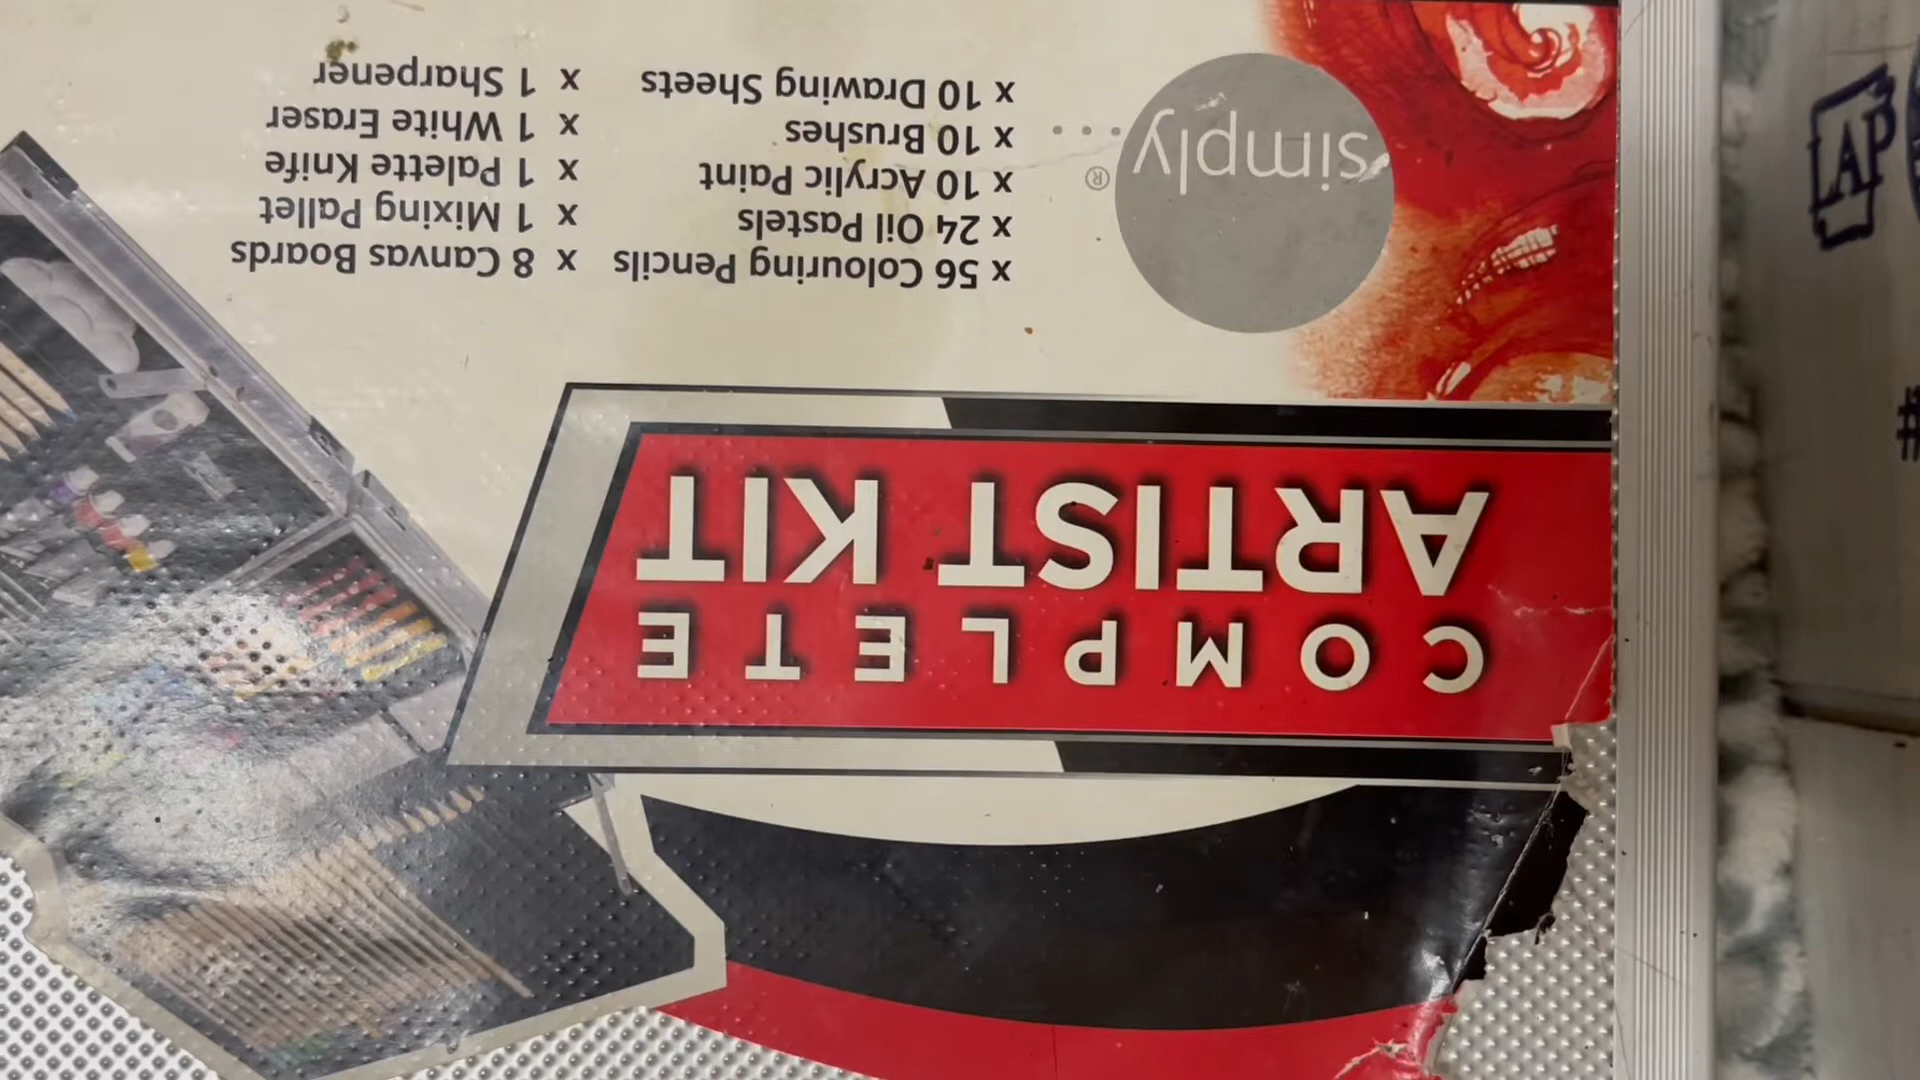 COMPLETE
ARTIST KIT
simply®...
x 56 Colouring Pencils
x 24 Oil Pastels
x 10 Acrylic Paint
x 10 Brushes
x 10 Drawing Sheets
x 8 Canvas Boards
x 1 Mixing Pallet
x 1 Palette Knife
x 1 White Eraser
x 1 Sharpener
AP
#